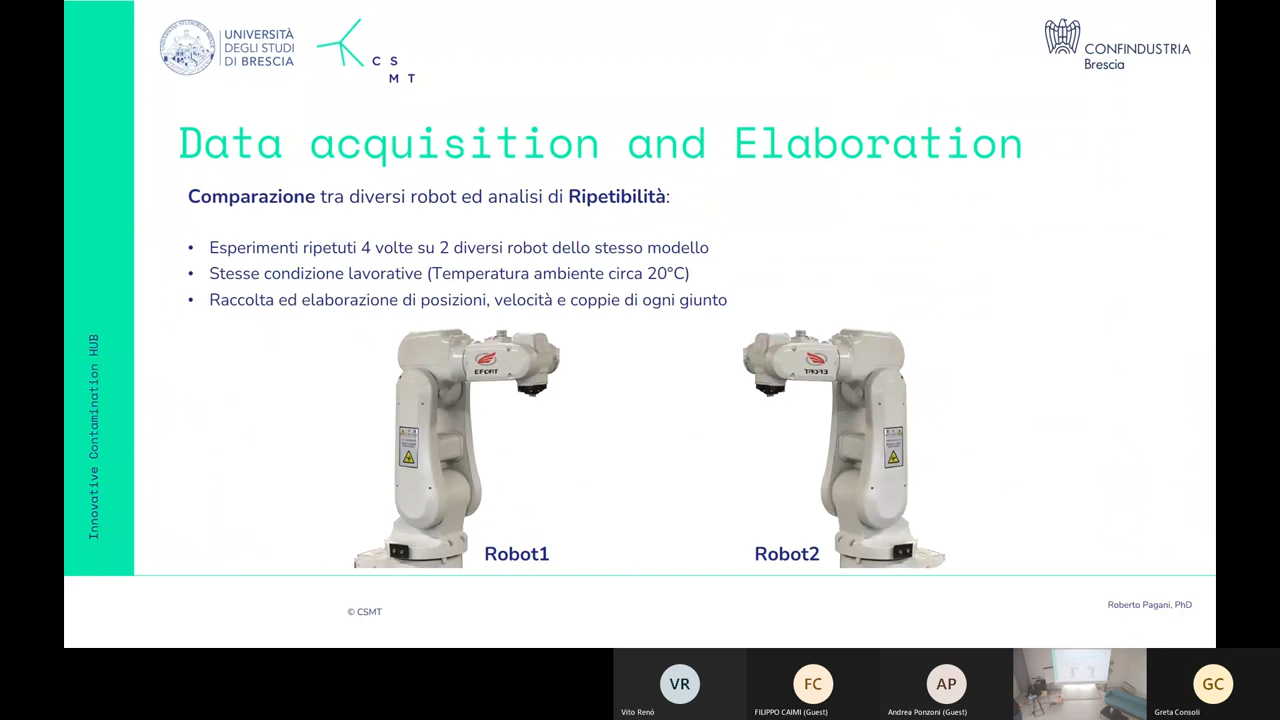 UNIVERSITÀ
DEGLI STUDI
DI BRESCIA
C S
M T
CONFINDUSTRIA
Brescia
Data acquisition and Elaboration
Comparazione tra diversi robot ed analisi di Ripetibilità:
• Esperimenti ripetuti 4 volte su 2 diversi robot dello stesso modello
• Stesse condizione lavorative (Temperatura ambiente circa 20°C)
• Raccolta ed elaborazione di posizioni, velocità e coppie di ogni giunto
Innovative Contamination HUB
EFORT
EFORT
Robot1
Robot2
© CSMT
Roberto Pagani, PhD
VR
FC
AP
GC
Vito Renò
FILIPPO CAIMI (Guest)
Andrea Ponzoni (Guest)
Greta Consoli